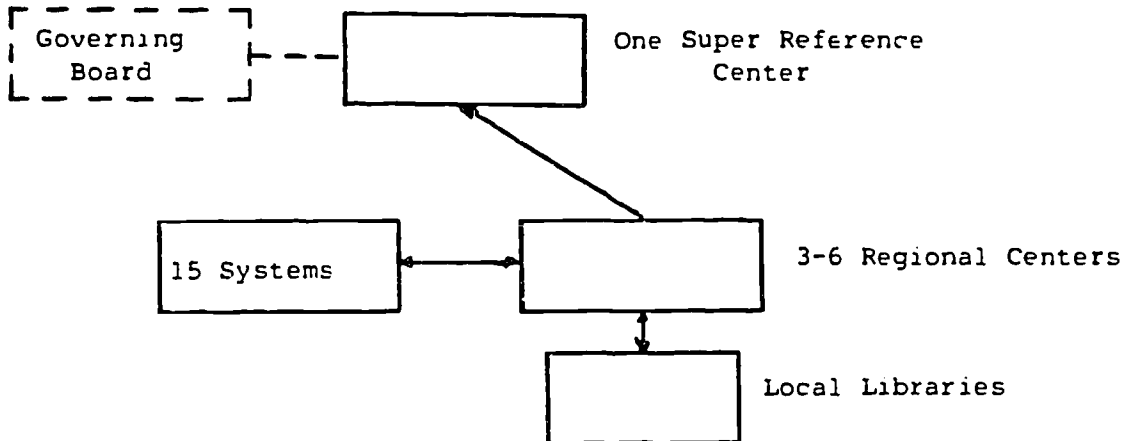 Governing
Board
One Super Reference
Center
15 Systems
3-6 Regional Centers
Local Libraries